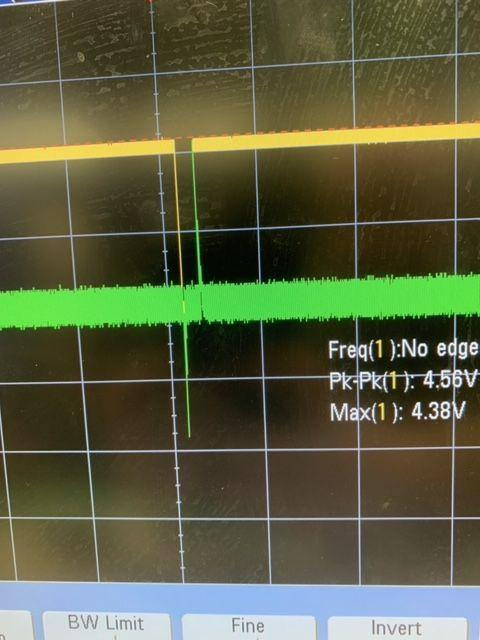 Freq(1):No edge
Pk-Pk(1): 4.56V
Max(1): 4.38V
BW Limit
Fine
Invert